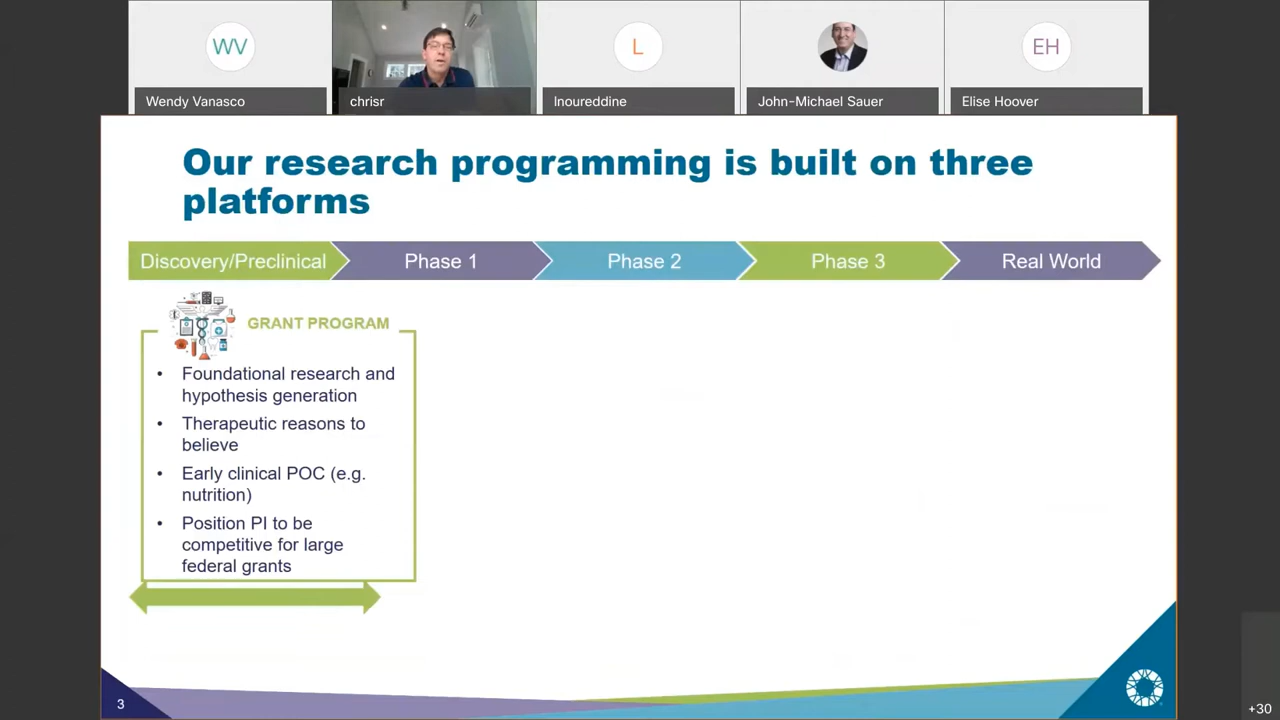 WV
L
EH
Wendy Vanasco
chrisr
lnoureddine
John-Michael Sauer
Elise Hoover
Our research programming is built on three
platforms
Discovery/Preclinical
Phase 1
Phase 2
Phase 3
Real World
GRANT PROGRAM
• Foundational research and
hypothesis generation
• Therapeutic reasons to
believe
• Early clinical POC (e.g.
nutrition)
• Position PI to be
competitive for large
federal grants
3
+30